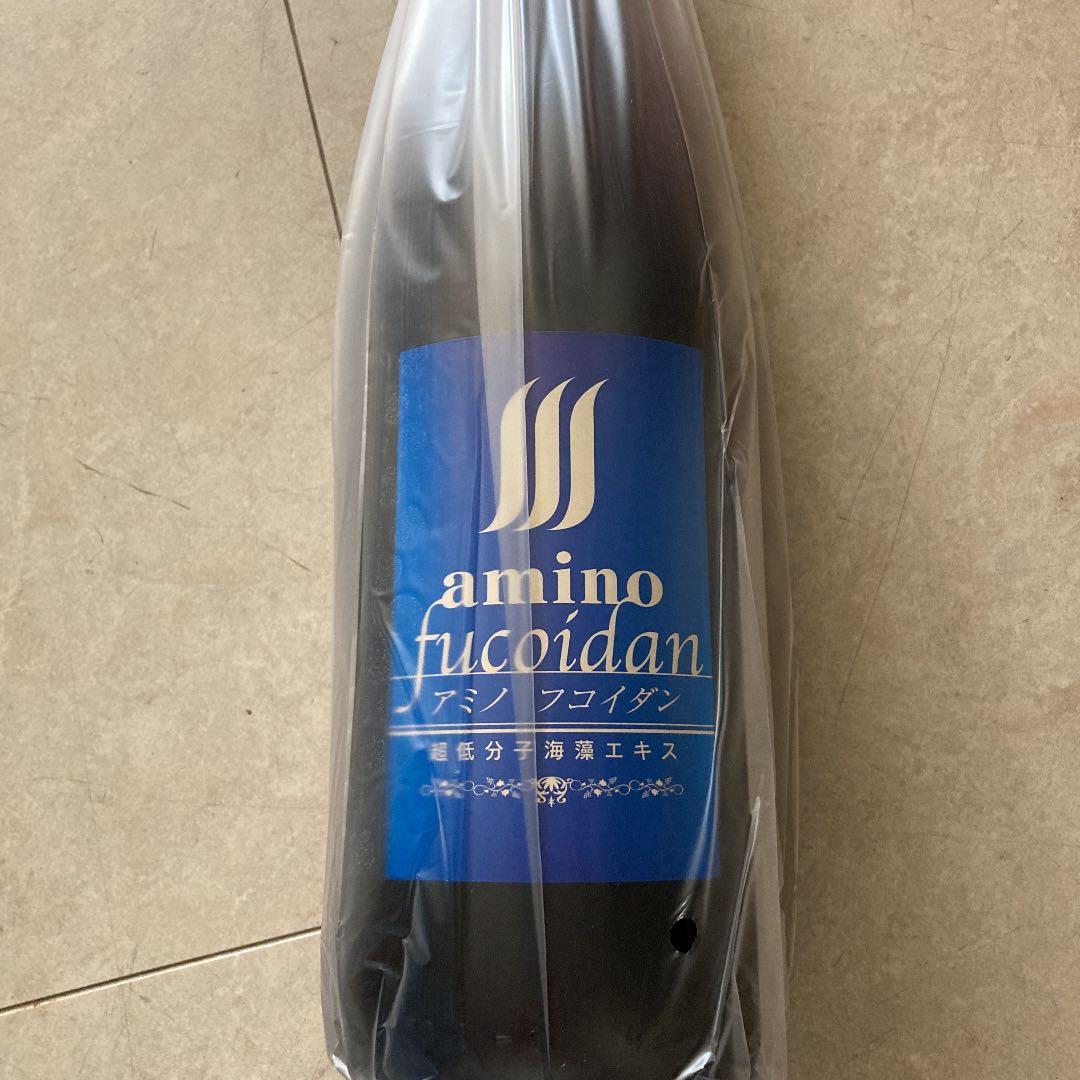 amino
fucoidan
アミノ フコイダン
超低分子海藻エキス